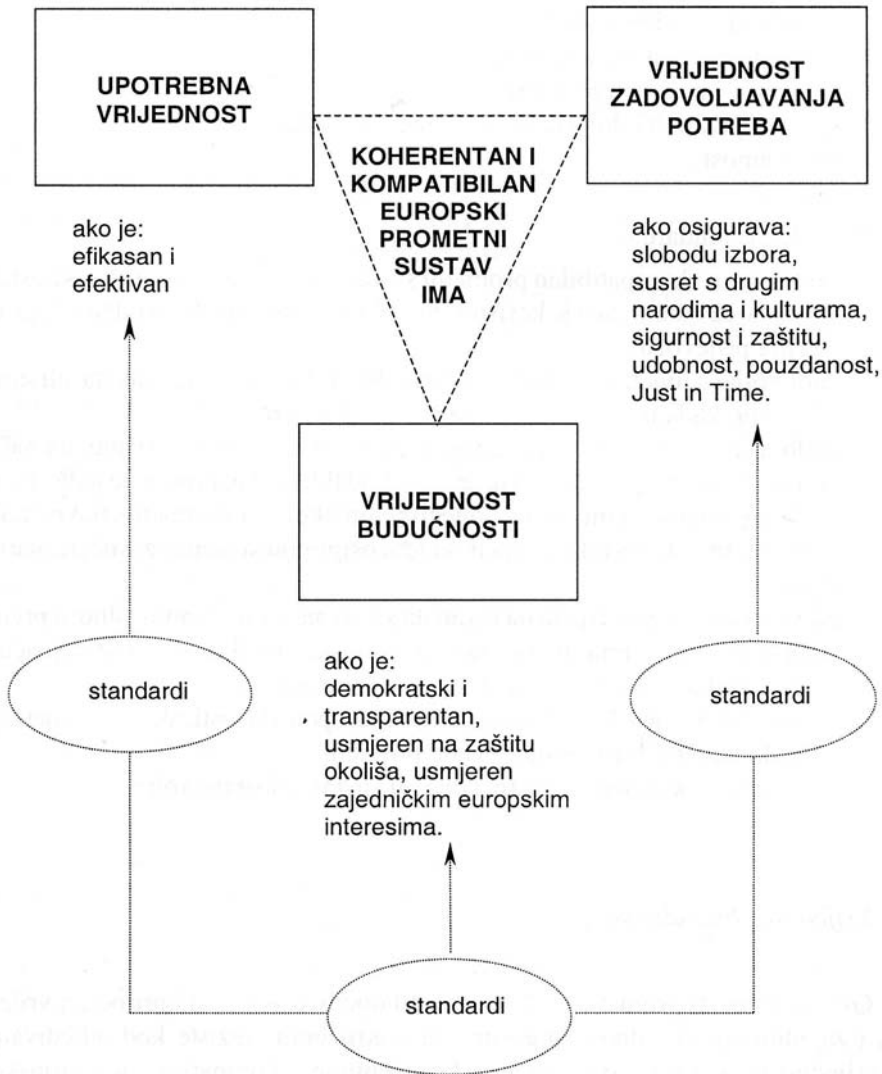 UPOTREBNA
VRIJEDNOST
VRIJEDNOST
ZADOVOLJAVANJA
POTREBA
KOHERENTAN I
KOMPATIBILAN
EUROPSKI
PROMETNI
SUSTAV
IMA
ako je:
efikasan i
efektivan
ako osigurava:
slobodu izbora,
susret s drugim
narodima i kulturama,
sigurnost i zaštitu,
udobnost, pouzdanost,
Just in Time.
VRIJEDNOST
BUDUĆNOSTI
standardi
ako je:
demokratski i
transparentan,
usmjeren na zaštitu
okoliša, usmjeren
zajedničkim europskim
interesima.
standardi
standardi